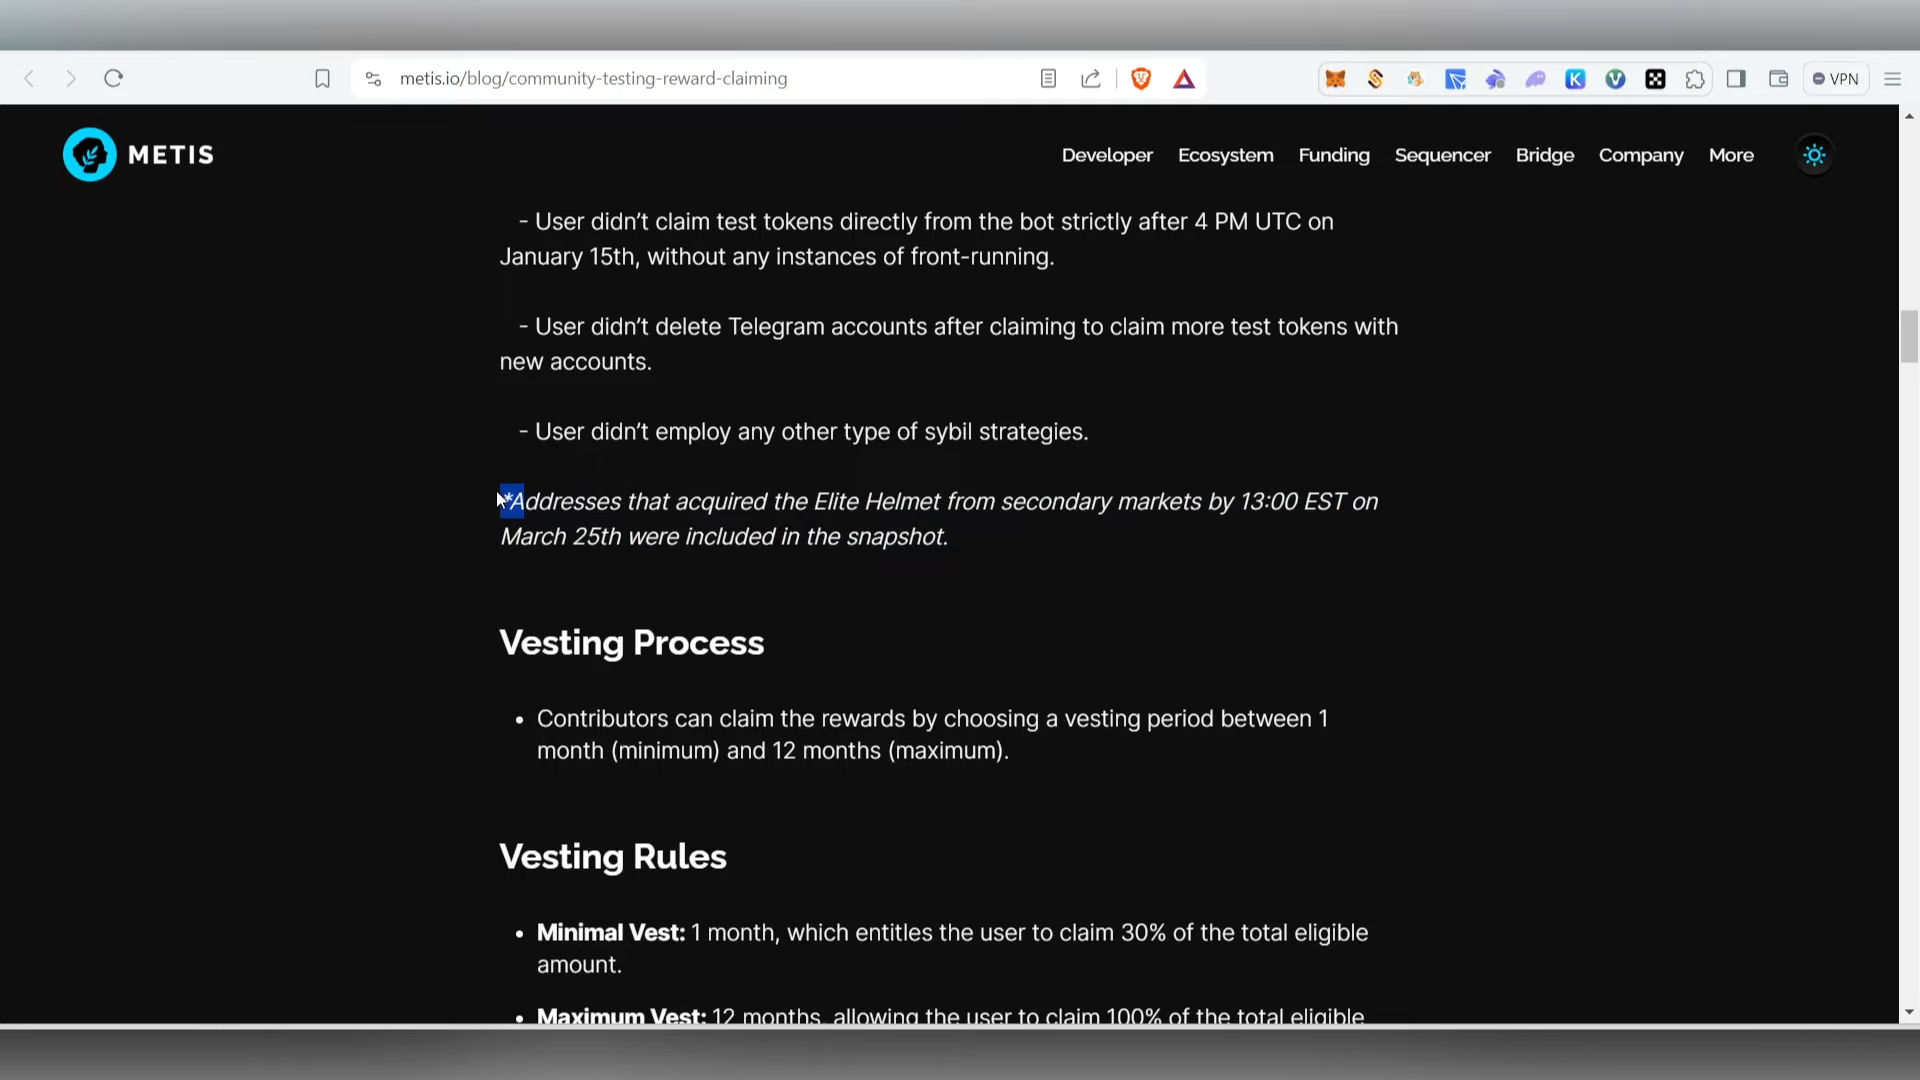 metis.io/blog/community-testing-reward-claiming
VPN
METIS
Developer Ecosystem Funding Sequencer Bridge Company More
- User didn’t claim test tokens directly from the bot strictly after 4 PM UTC on
January 15th, without any instances of front-running.
- User didn’t delete Telegram accounts after claiming to claim more test tokens with
new accounts.
- User didn’t employ any other type of sybil strategies.
*Addresses that acquired the Elite Helmet from secondary markets by 13:00 EST on
March 25th were included in the snapshot.
Vesting Process
• Contributors can claim the rewards by choosing a vesting period between 1
month (minimum) and 12 months (maximum).
Vesting Rules
• Minimal Vest: 1 month, which entitles the user to claim 30% of the total eligible
amount.
• Maximum Vest: 12 months, allowing the user to claim 100% of the total eligible